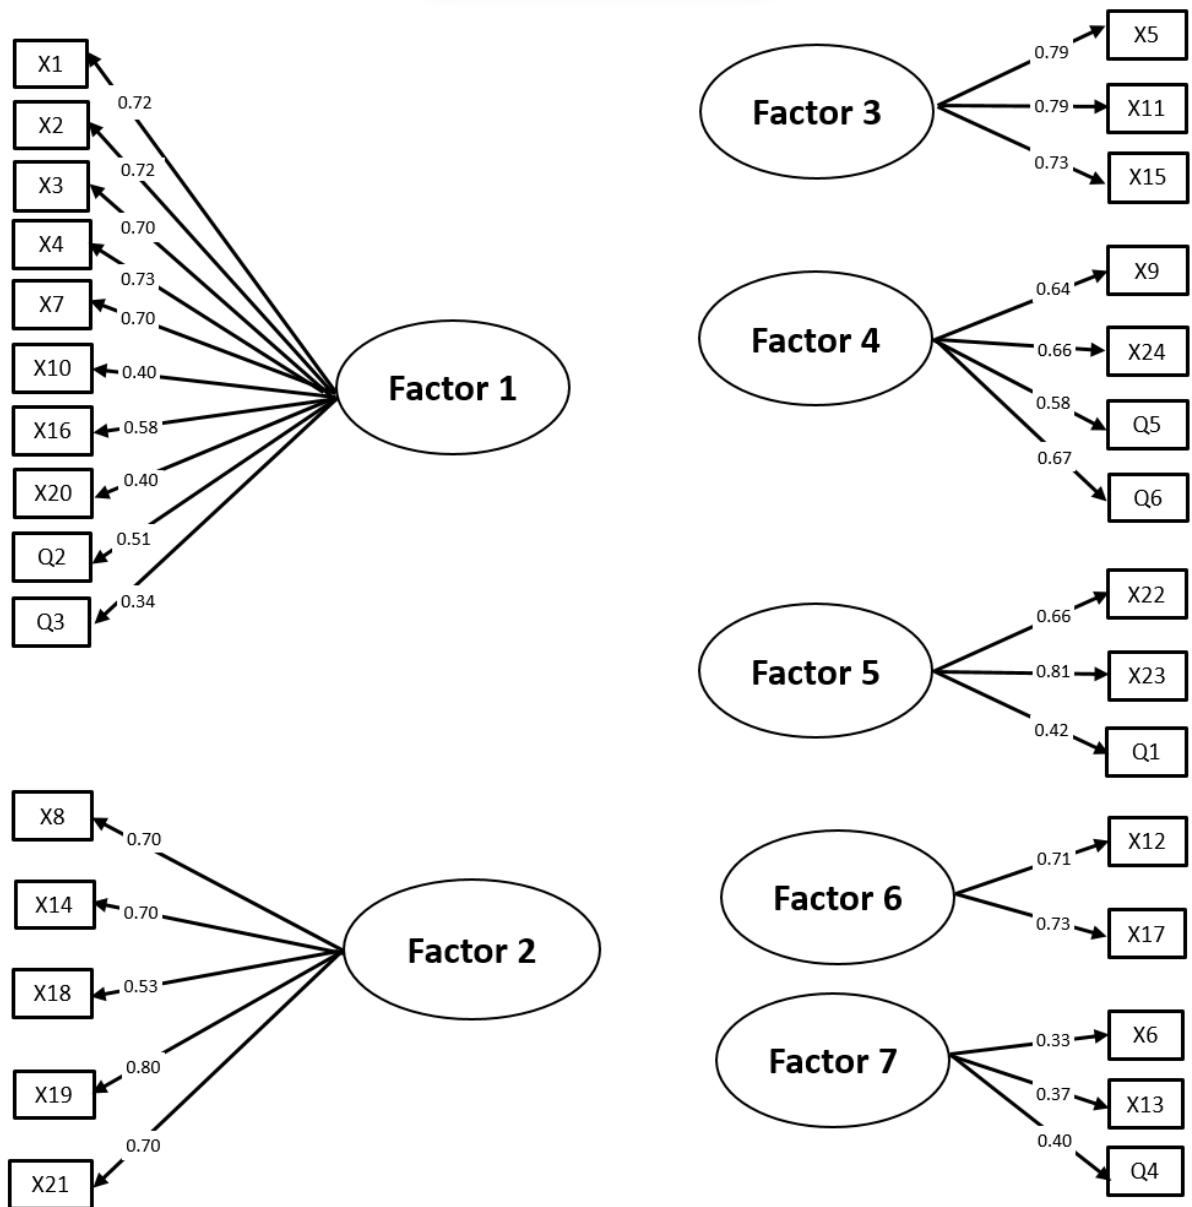 X1
0.72
X2
0.72
X3
0.70
X4
0.73
X7
0.70
X10
0.40
X16
0.58
X20
0.40
Q2
0.51
Q3
0.34
Factor 1
X8
0.70
X14
0.70
X18
0.53
X19
0.80
X21
0.70
Factor 2
Factor 3
0.79
X5
0.79
X11
0.73
X15
Factor 4
0.64
X9
0.66
X24
0.58
Q5
0.67
Q6
Factor 5
0.66
X22
0.81
X23
0.42
Q1
Factor 6
0.71
X12
0.73
X17
Factor 7
0.33
X6
0.37
X13
0.40
Q4